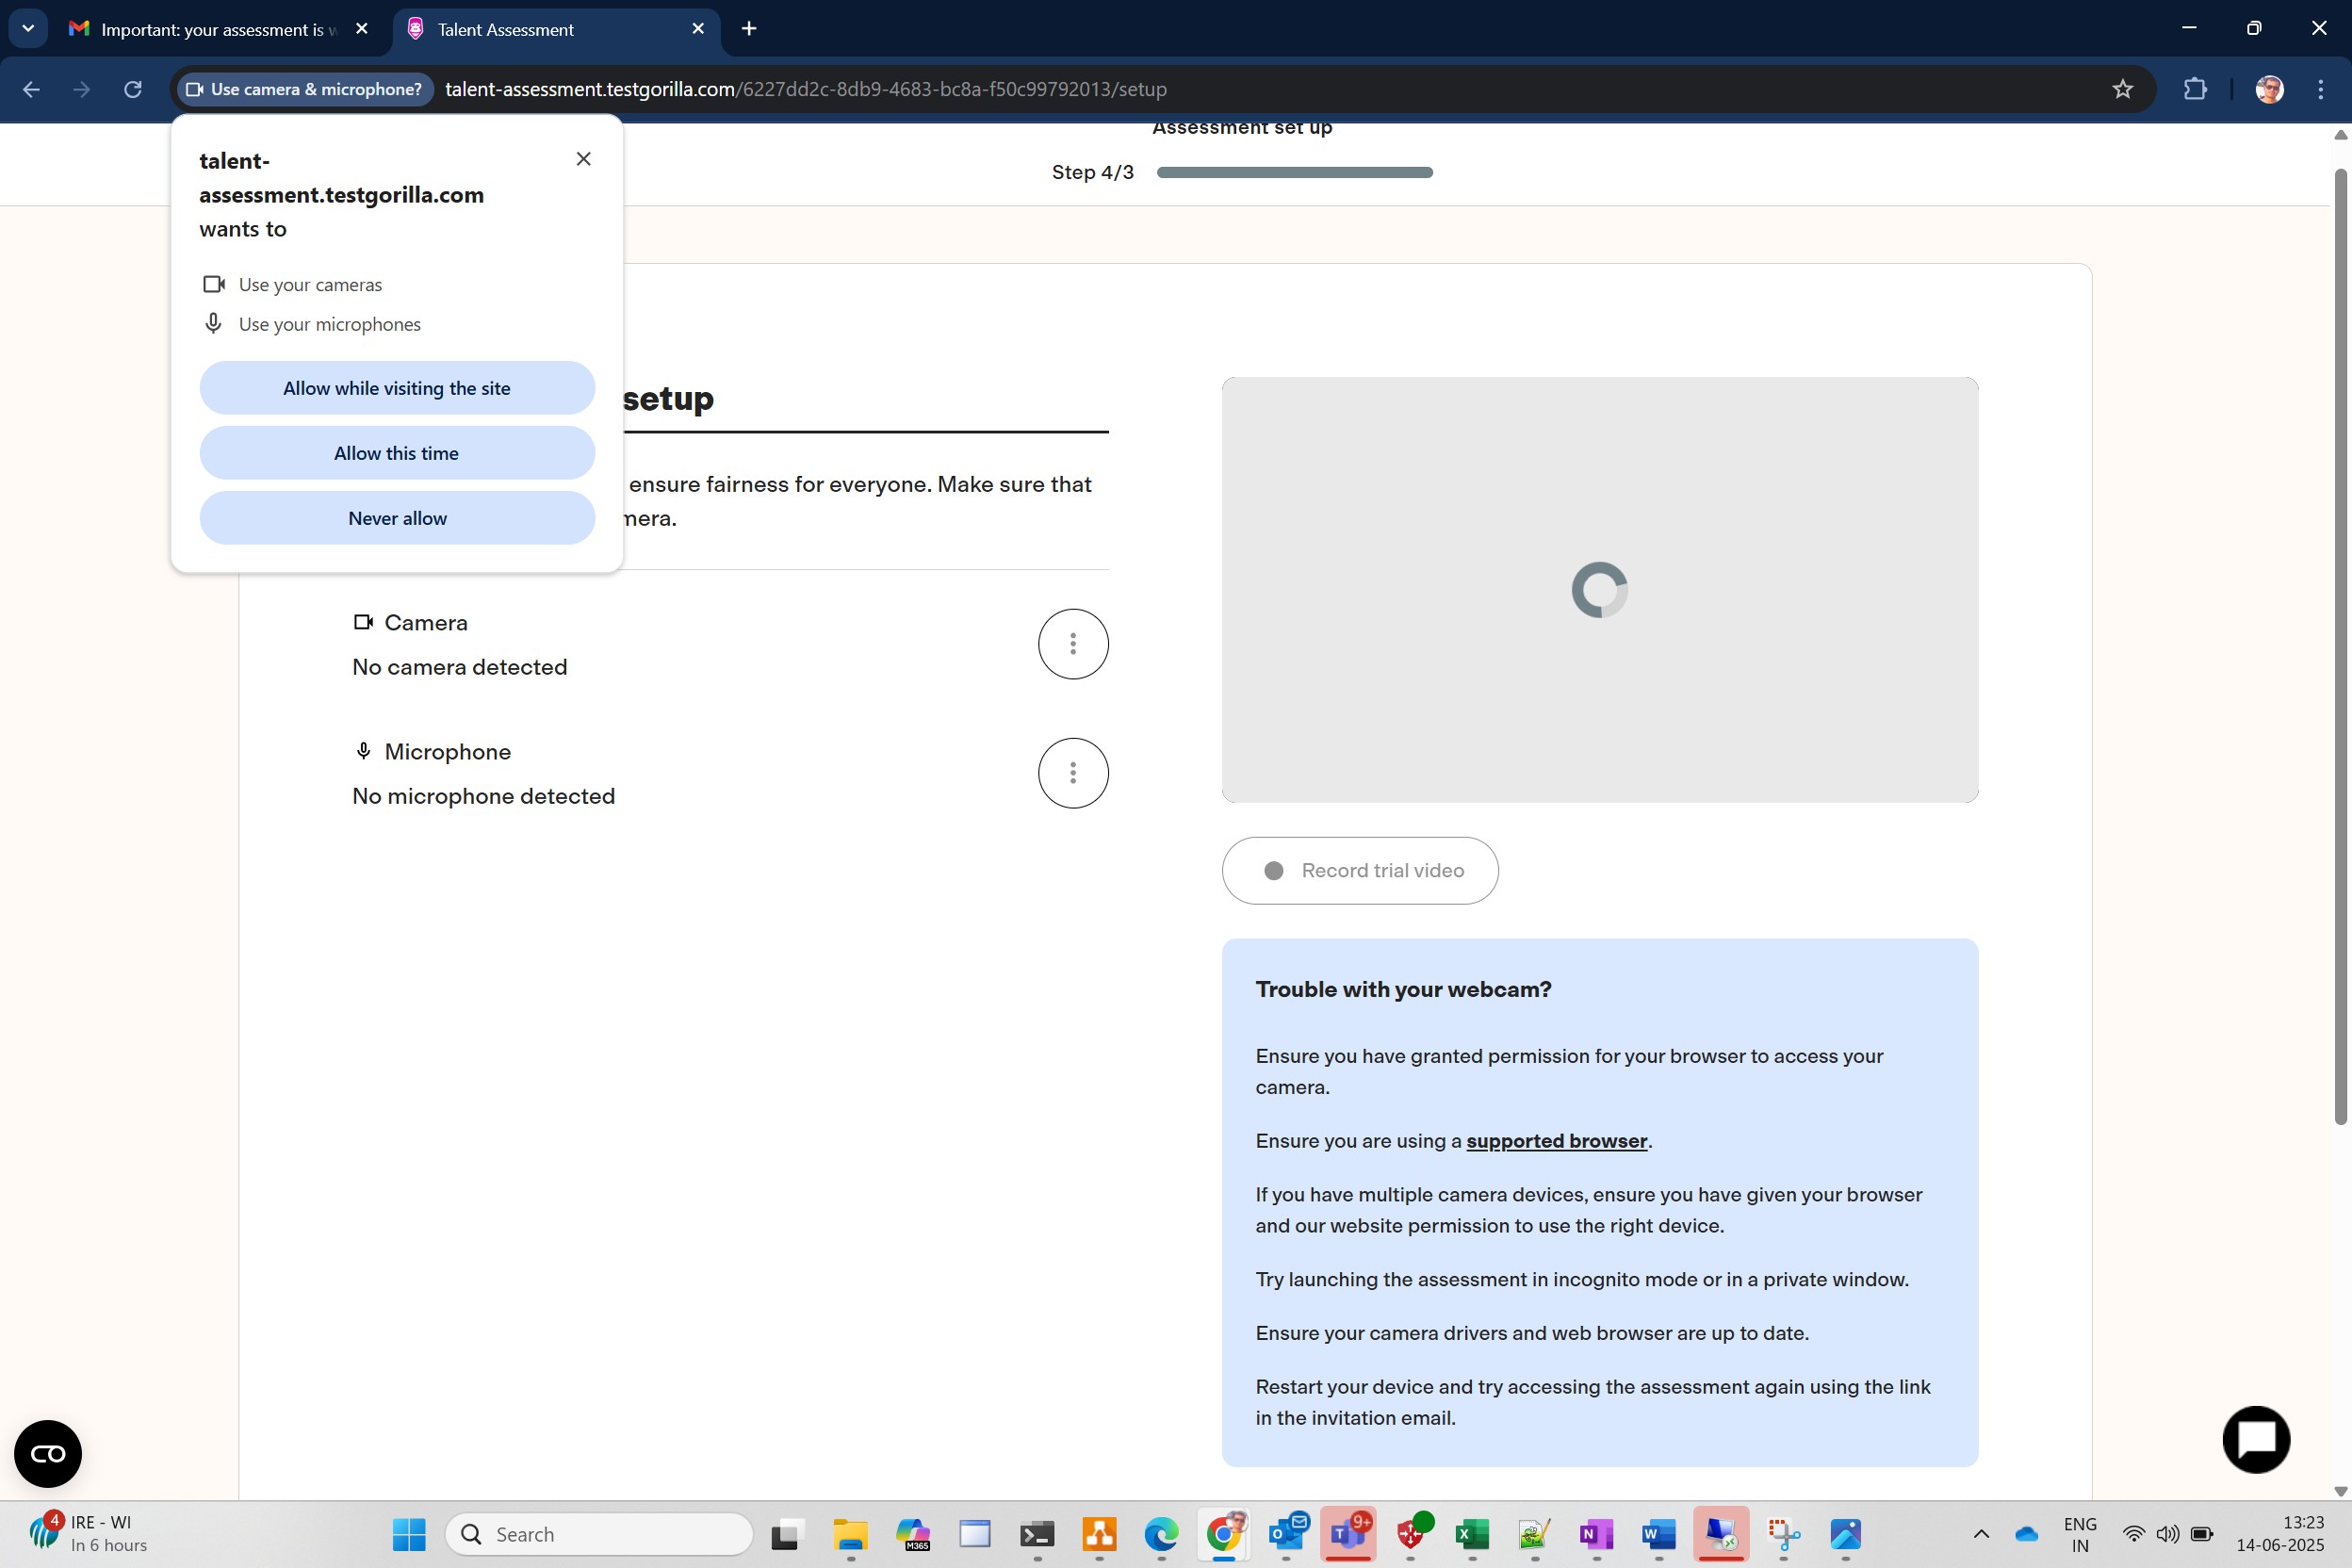 Important: your assessment is
Talent Assessment
Use camera & microphone?
talent-assessment.testgorilla.com/6227dd2c-8db9-4683-bc8a-f50c99792013/setup
Assessment set up
Step 4/3
talent-
assessment.testgorilla.com
wants to
Use your cameras
Use your microphones
Allow while visiting the site
Allow this time
Never allow
setup
ensure fairness for everyone. Make sure that
mera.
Camera
No camera detected
Microphone
No microphone detected
Record trial video
Trouble with your webcam?
Ensure you have granted permission for your browser to access your
camera.
Ensure you are using a supported browser.
If you have multiple camera devices, ensure you have given your browser
and our website permission to use the right device.
Try launching the assessment in incognito mode or in a private window.
Ensure your camera drivers and web browser are up to date.
Restart your device and try accessing the assessment again using the link
in the invitation email.
4
IRE - WI
In 6 hours
Search
M365
9+
ENG
IN
13:23
14-06-2025